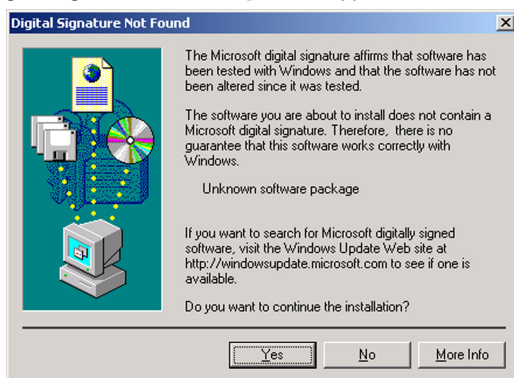 Digital Signature Not Found
The Microsoft digital signature affirms that software has
been tested with Windows and that the software has not
been altered since it was tested.
The software you are about to install does not contain a
Microsoft digital signature. Therefore, there is no
guarantee that this software works correctly with
Windows.
Unknown software package
If you want to search for Microsoft digitally signed
software, visit the Windows Update Web site at
http://windowsupdate.microsoft.com to see if one is
available.
Do you want to continue the installation?
Yes No More Info